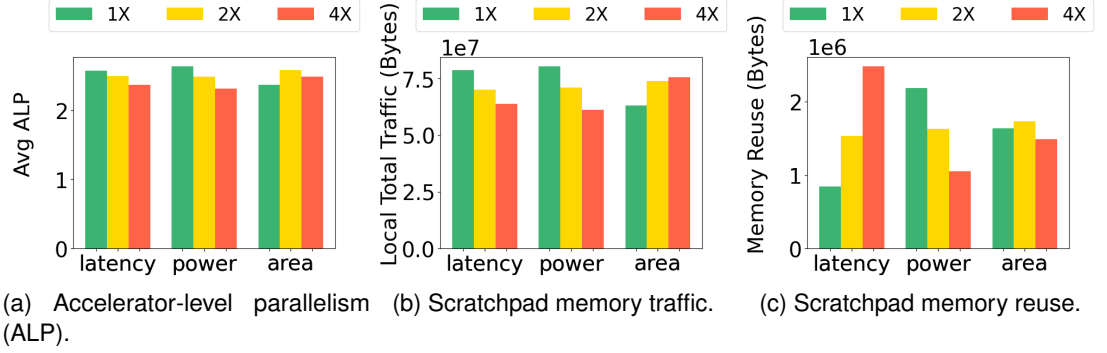 1X 2X 4X
Avg ALP
2
1
0
latency power area
(a) Accelerator-level parallelism
(ALP).
1X 2X 4X
1e7
Local Total Traffic (Bytes)
7.5
5.0
2.5
0.0
latency power area
(b) Scratchpad memory traffic.
1X 2X 4X
1e6
Memory Reuse (Bytes)
2
1
0
latency power area
(c) Scratchpad memory reuse.